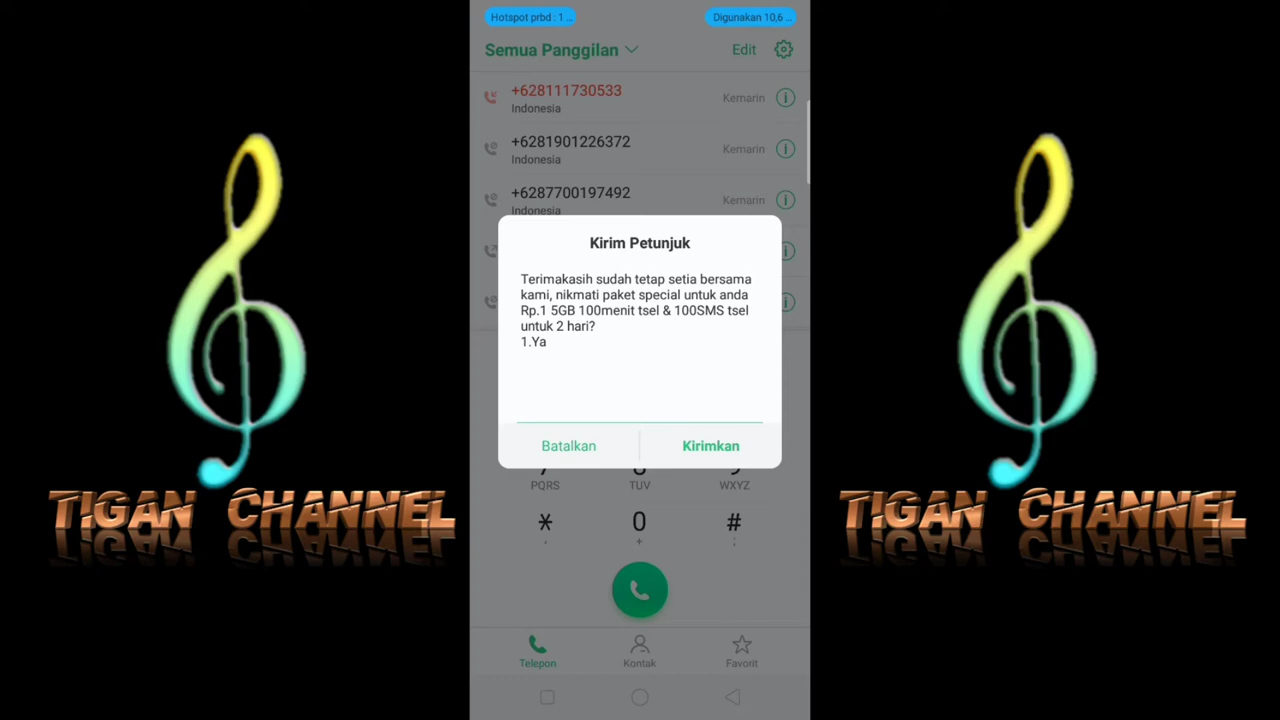 Hotspot prbd : 1 ...
Digunakan 10,6 ...
Semua Panggilan
Edit
+628111730533
Indonesia
Kemarin
+6281901226372
Indonesia
Kemarin
+6287700197492
Indonesia
Kemarin
Kirim Petunjuk
Terimakasih sudah tetap setia bersama
kami, nikmati paket special untuk anda
Rp.1 5GB 100menit tsel & 100SMS tsel
untuk 2 hari?
1.Ya
Batalkan
Kirimkan
PQRS
TUV
WXYZ
TIGAN CHANNEL
TIGAN CHANNEL
*
0
#
,
+
;
Telepon
Kontak
Favorit